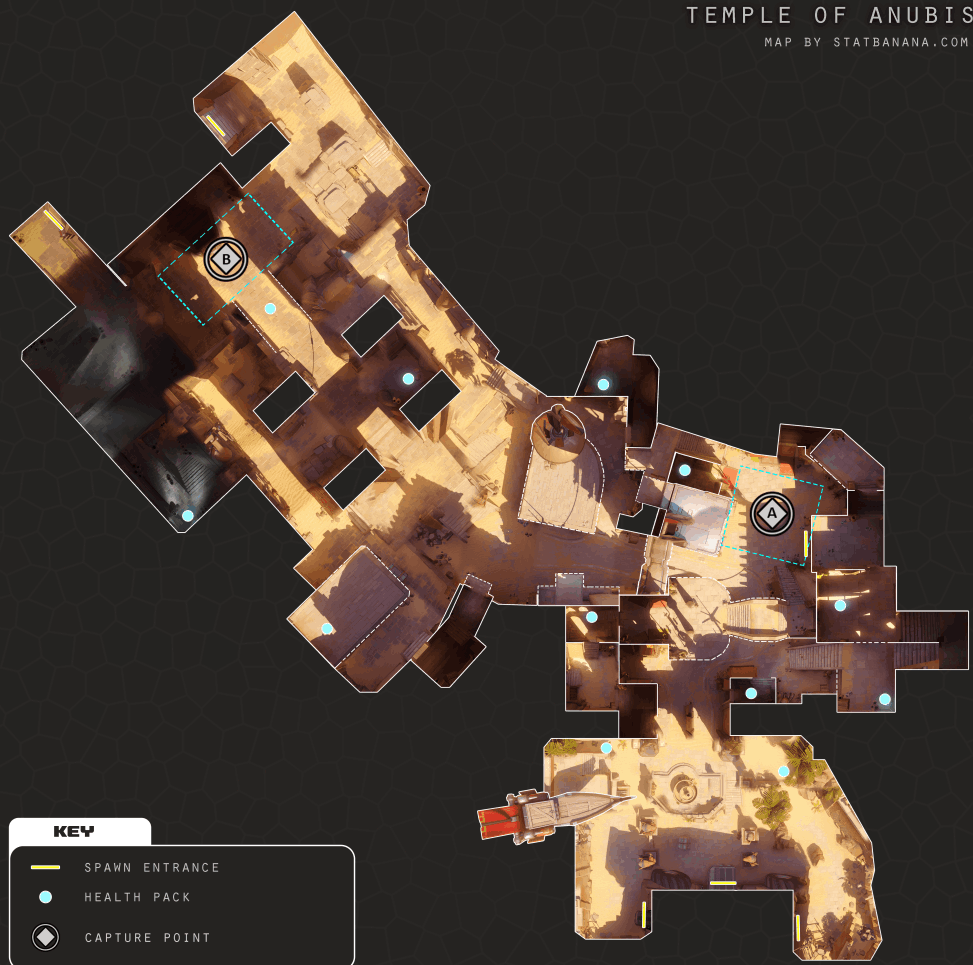 TEMPLE OF ANUBIS
MAP BY STATBANANA.COM
B
A
KEY
SPAWN ENTRANCE
HEALTH PACK
CAPTURE POINT